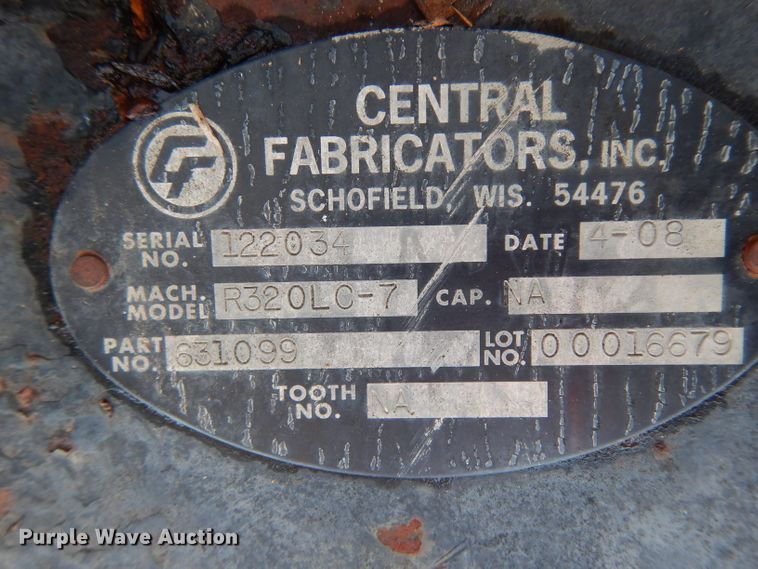 CENTRAL
FABRICATORS, INC.
SCHOFIELD, WIS. 54476
SERIAL NO. 122034 DATE 4-08
MACH. MODEL R320LC-7 CAP. NA
PART NO. 631099 LOT NO. 00016679
TOOTH NO. NA
Purple Wave Auction